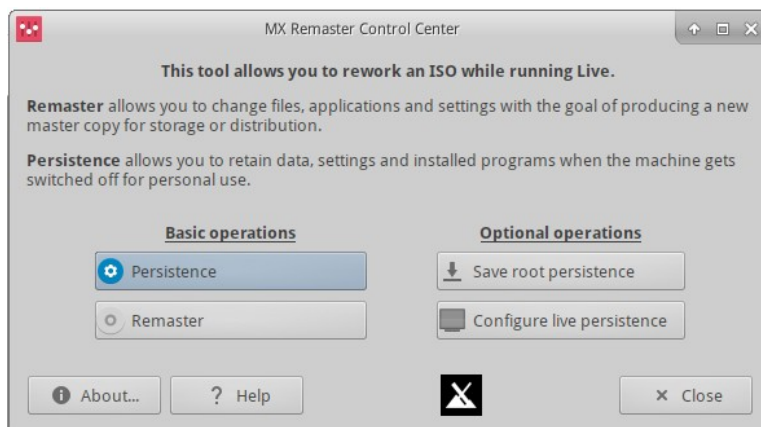 MX Remaster Control Center
This tool allows you to rework an ISO while running Live.
Remaster allows you to change files, applications and settings with the goal of producing a new
master copy for storage or distribution.
Persistence allows you to retain data, settings and installed programs when the machine gets
switched off for personal use.
Basic operations
Optional operations
Persistence
Save root persistence
Remaster
Configure live persistence
About...
? Help
Close